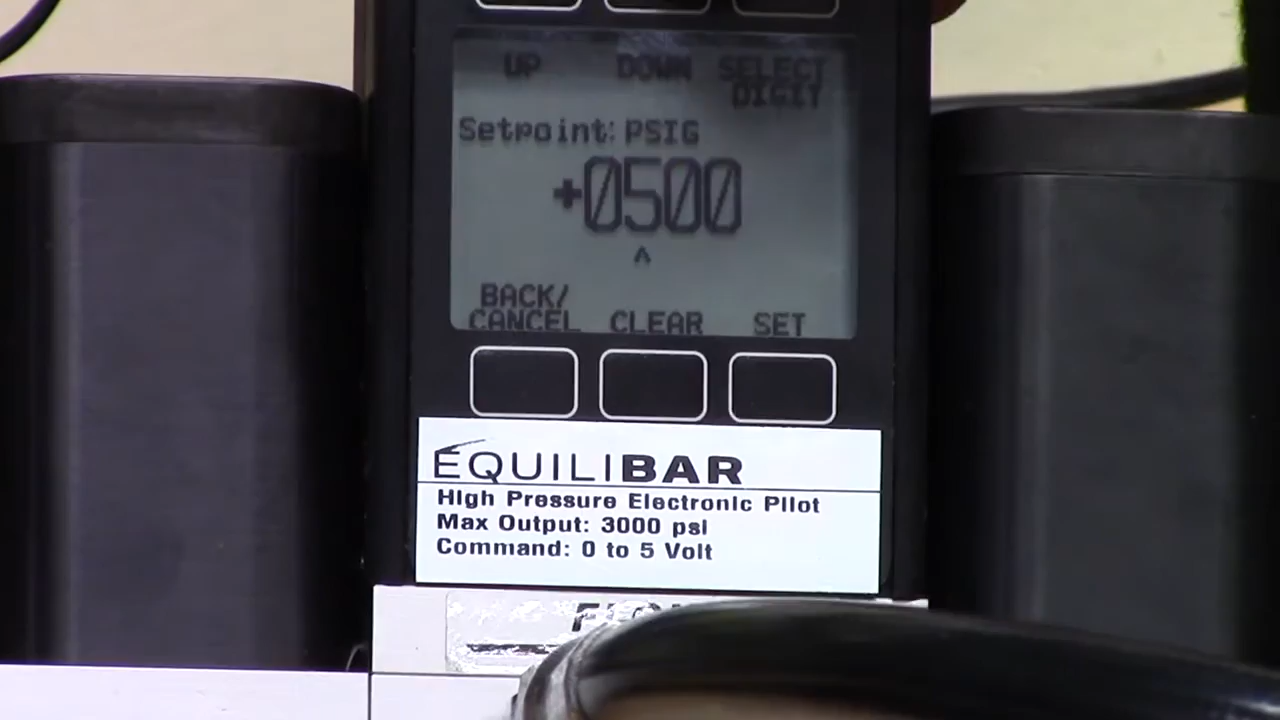 UP DOWN SELECT DIGIT
Setpoint: PSIG
+0500
^
BACK/ CANCEL CLEAR SET
EQUILIBAR
High Pressure Electronic Pilot
Max Output: 3000 psi
Command: 0 to 5 Volt